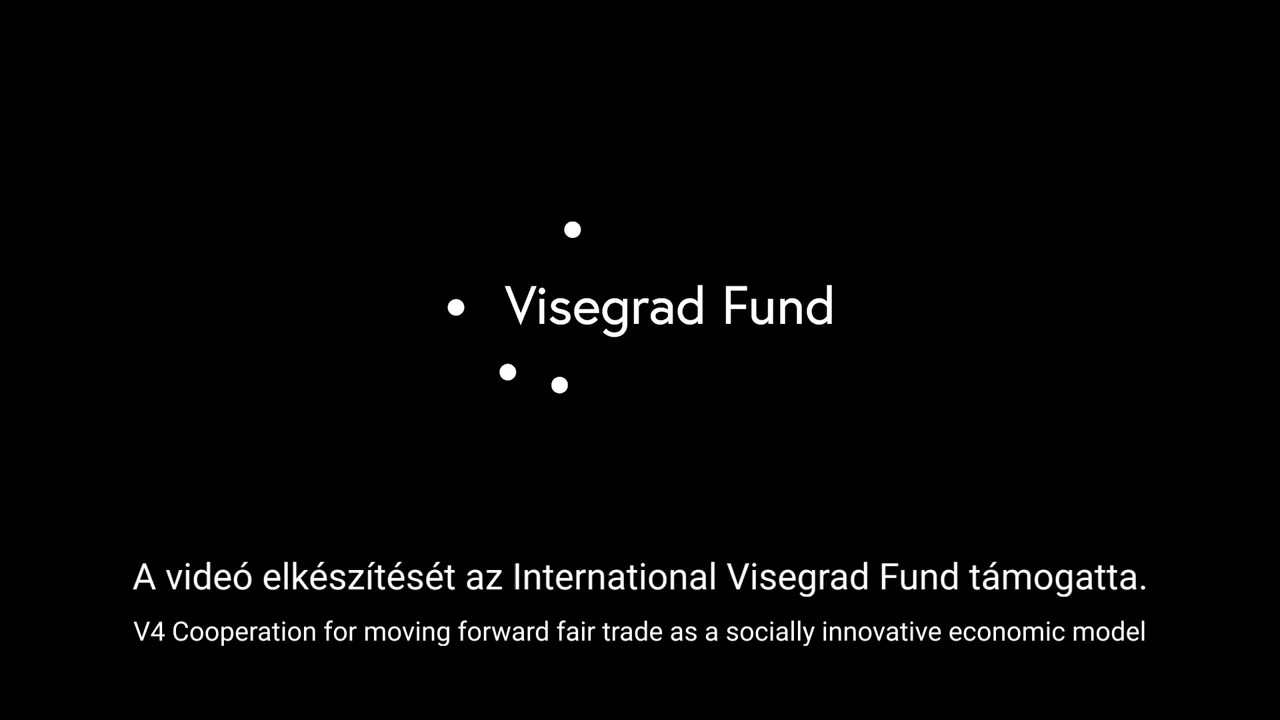 Visegrad Fund
A videó elkészítését az International Visegrad Fund támogatta.
V4 Cooperation for moving forward fair trade as a socially innovative economic model